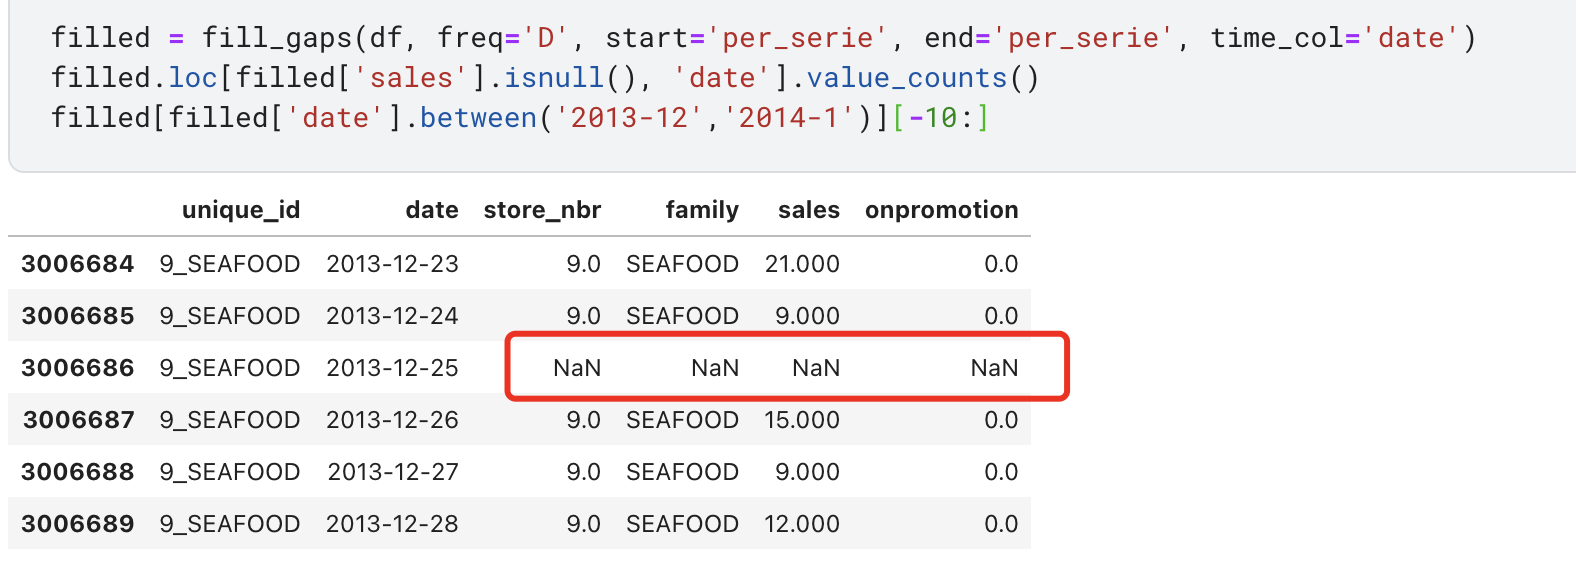 filled = fill_gaps(df, freq='D', start='per_serie', end='per_serie', time_col='date')
filled.loc[filled['sales'].isnull(), 'date'].value_counts()
filled[filled['date'].between('2013-12','2014-1')][-10:]
unique_id date store_nbr family sales onpromotion
3006684 9_SEAFOOD 2013-12-23 9.0 SEAFOOD 21.000 0.0
3006685 9_SEAFOOD 2013-12-24 9.0 SEAFOOD 9.000 0.0
3006686 9_SEAFOOD 2013-12-25 NaN NaN NaN NaN
3006687 9_SEAFOOD 2013-12-26 9.0 SEAFOOD 15.000 0.0
3006688 9_SEAFOOD 2013-12-27 9.0 SEAFOOD 9.000 0.0
3006689 9_SEAFOOD 2013-12-28 9.0 SEAFOOD 12.000 0.0